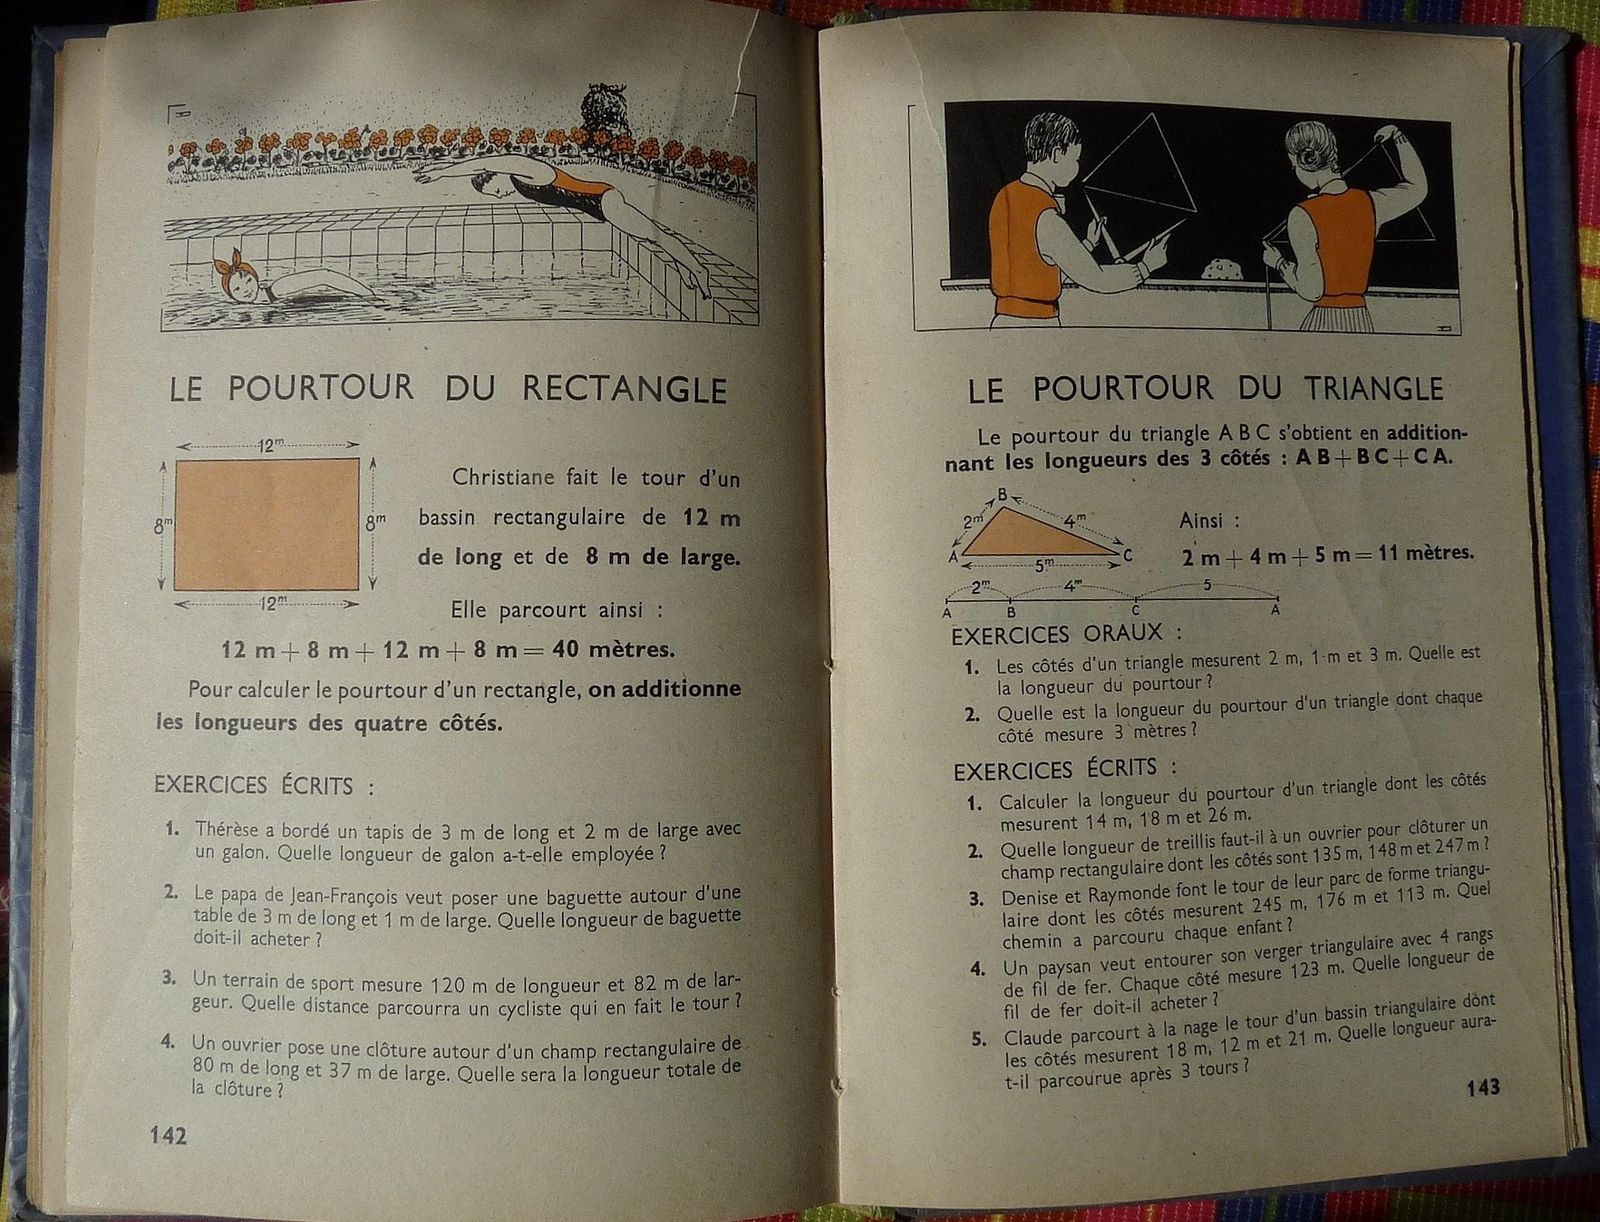 LE POURTOUR DU RECTANGLE
12m
8m
8m
12m
Christiane fait le tour d'un
bassin rectangulaire de 12 m
de long et de 8 m de large.
Elle parcourt ainsi :
12 m + 8 m + 12 m + 8 m = 40 mètres.
Pour calculer le pourtour d'un rectangle, on additionne
les longueurs des quatre côtés.
EXERCICES ÉCRITS :
1. Thérèse a bordé un tapis de 3 m de long et 2 m de large avec
un galon. Quelle longueur de galon a-t-elle employée ?
2. Le papa de Jean-François veut poser une baguette autour d'une
table de 3 m de long et 1 m de large. Quelle longueur de baguette
doit-il acheter ?
3. Un terrain de sport mesure 120 m de longueur et 82 m de lar-
geur. Quelle distance parcourra un cycliste qui en fait le tour ?
4. Un ouvrier pose une clôture autour d'un champ rectangulaire de
80 m de long et 37 m de large. Quelle sera la longueur totale de
la clôture ?
142
LE POURTOUR DU TRIANGLE
Le pourtour du triangle A B C s'obtient en addition-
nant les longueurs des 3 côtés : A B + B C + C A.
B
2m
4m
A
C
5m
Ainsi :
2 m + 4 m + 5 m = 11 mètres.
2m 4m 5
A B C A
EXERCICES ORAUX :
1. Les côtés d'un triangle mesurent 2 m, 1 m et 3 m. Quelle est
la longueur du pourtour ?
2. Quelle est la longueur du pourtour d'un triangle dont chaque
côté mesure 3 mètres ?
EXERCICES ÉCRITS :
1. Calculer la longueur du pourtour d'un triangle dont les côtés
mesurent 14 m, 18 m et 26 m.
2. Quelle longueur de treillis faut-il à un ouvrier pour clôturer un
champ rectangulaire dont les côtés sont 135 m, 148 m et 247 m ?
3. Denise et Raymonde font le tour de leur parc de forme triangu-
laire dont les côtés mesurent 245 m, 176 m et 113 m. Quel
chemin a parcouru chaque enfant ?
4. Un paysan veut entourer son verger triangulaire avec 4 rangs
de fil de fer. Chaque côté mesure 123 m. Quelle longueur de
fil de fer doit-il acheter ?
5. Claude parcourt à la nage le tour d'un bassin triangulaire dont
les côtés mesurent 18 m, 12 m et 21 m. Quelle longueur aura-
t-il parcourue après 3 tours ?
143